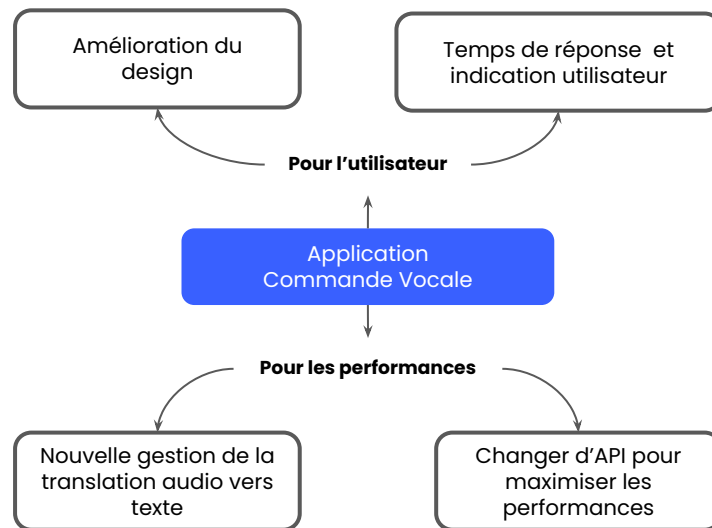 Amélioration du
design
Temps de réponse et
indication utilisateur
Pour l’utilisateur
Application
Commande Vocale
Pour les performances
Nouvelle gestion de la
translation audio vers
texte
Changer d’API pour
maximiser les
performances